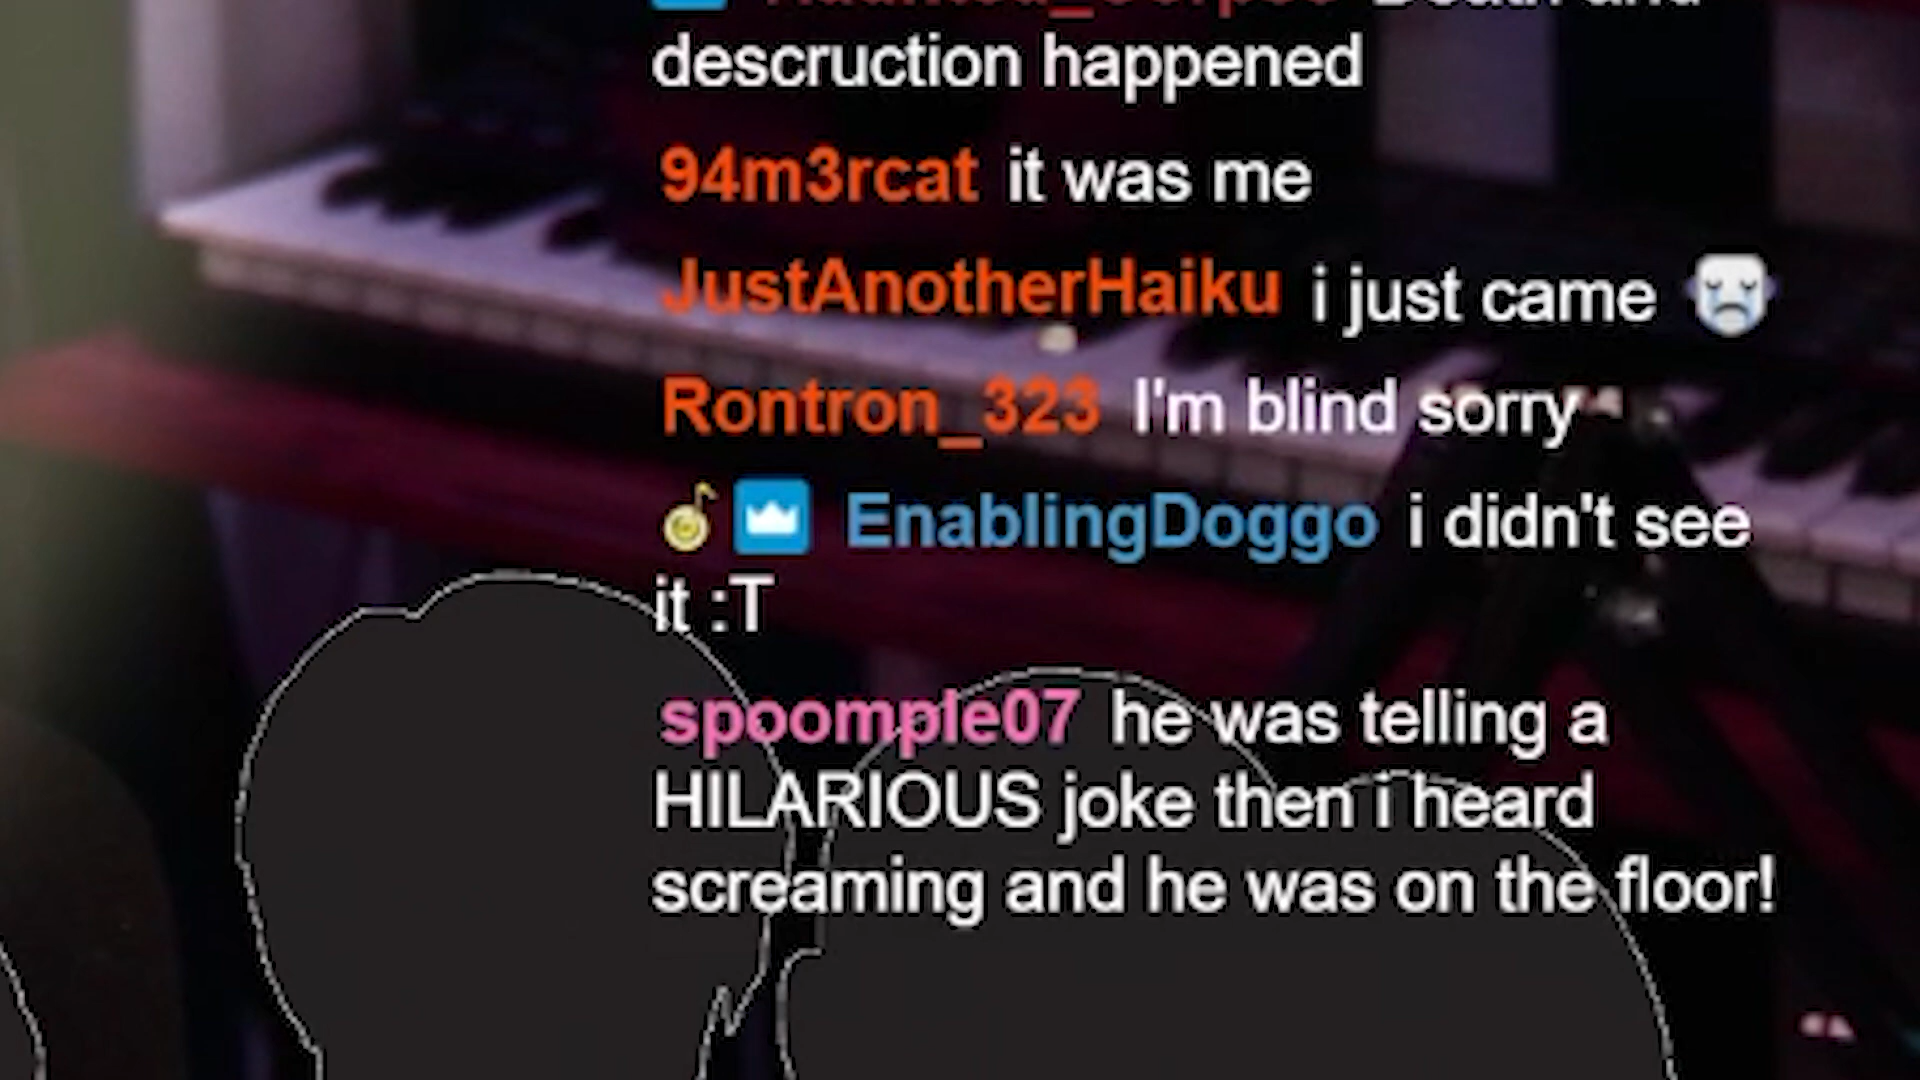 descruction happened
94m3rcat it was me
JustAnotherHaiku i just came
Rontron_323 I'm blind sorry
EnablingDoggo i didn't see
it :T
spoomple07 he was telling a
HILARIOUS joke then i heard
screaming and he was on the floor!